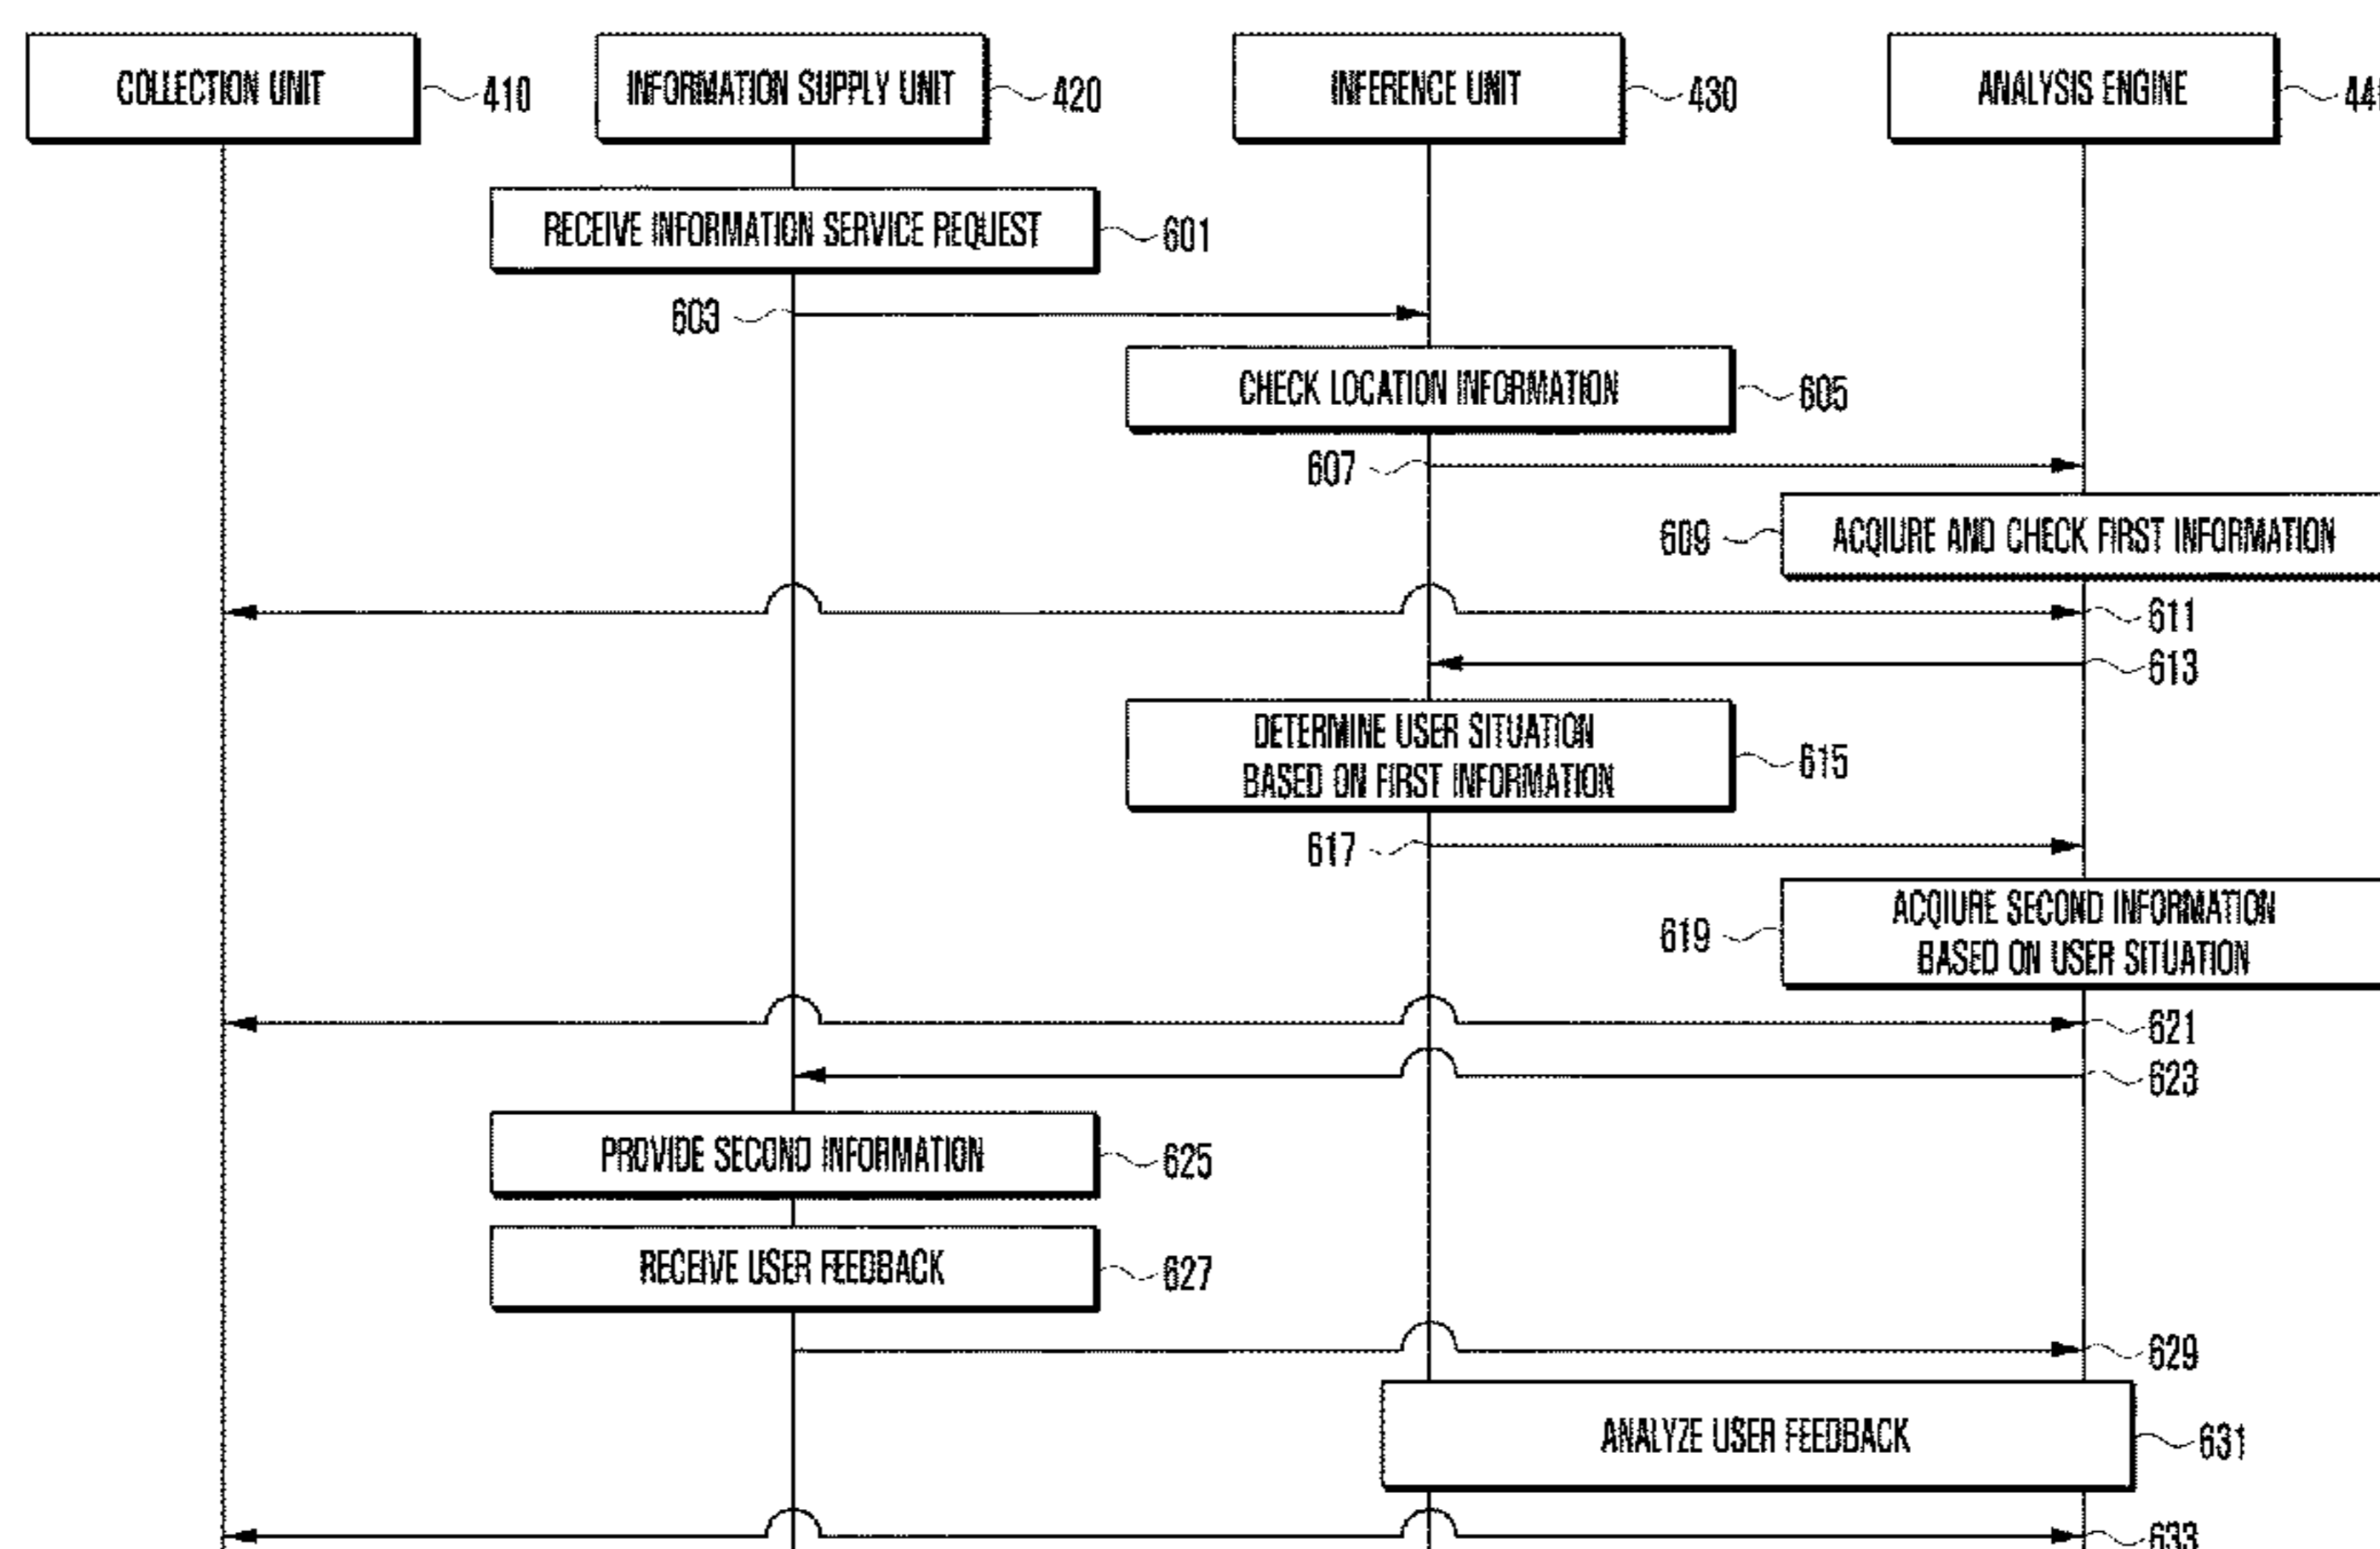 COLLECTION UNIT
410
INFORMATION SUPPLY UNIT
420
INFERENCE UNIT
430
ANALYSIS ENGINE
RECEIVE INFORMATION SERVICE REQUEST
601
603
CHECK LOCATION INFORMATION
605
607
609
ACQIURE AND CHECK FIRST INFORMATION
611
613
DETERMINE USER SITUATION
BASED ON FIRST INFORMATION
615
617
619
ACQIURE SECOND INFORMATION
BASED ON USER SITUATION
621
623
PROVIDE SECOND INFORMATION
625
RECEIVE USER FEEDBACK
627
629
ANALYZE USER FEEDBACK
631
633